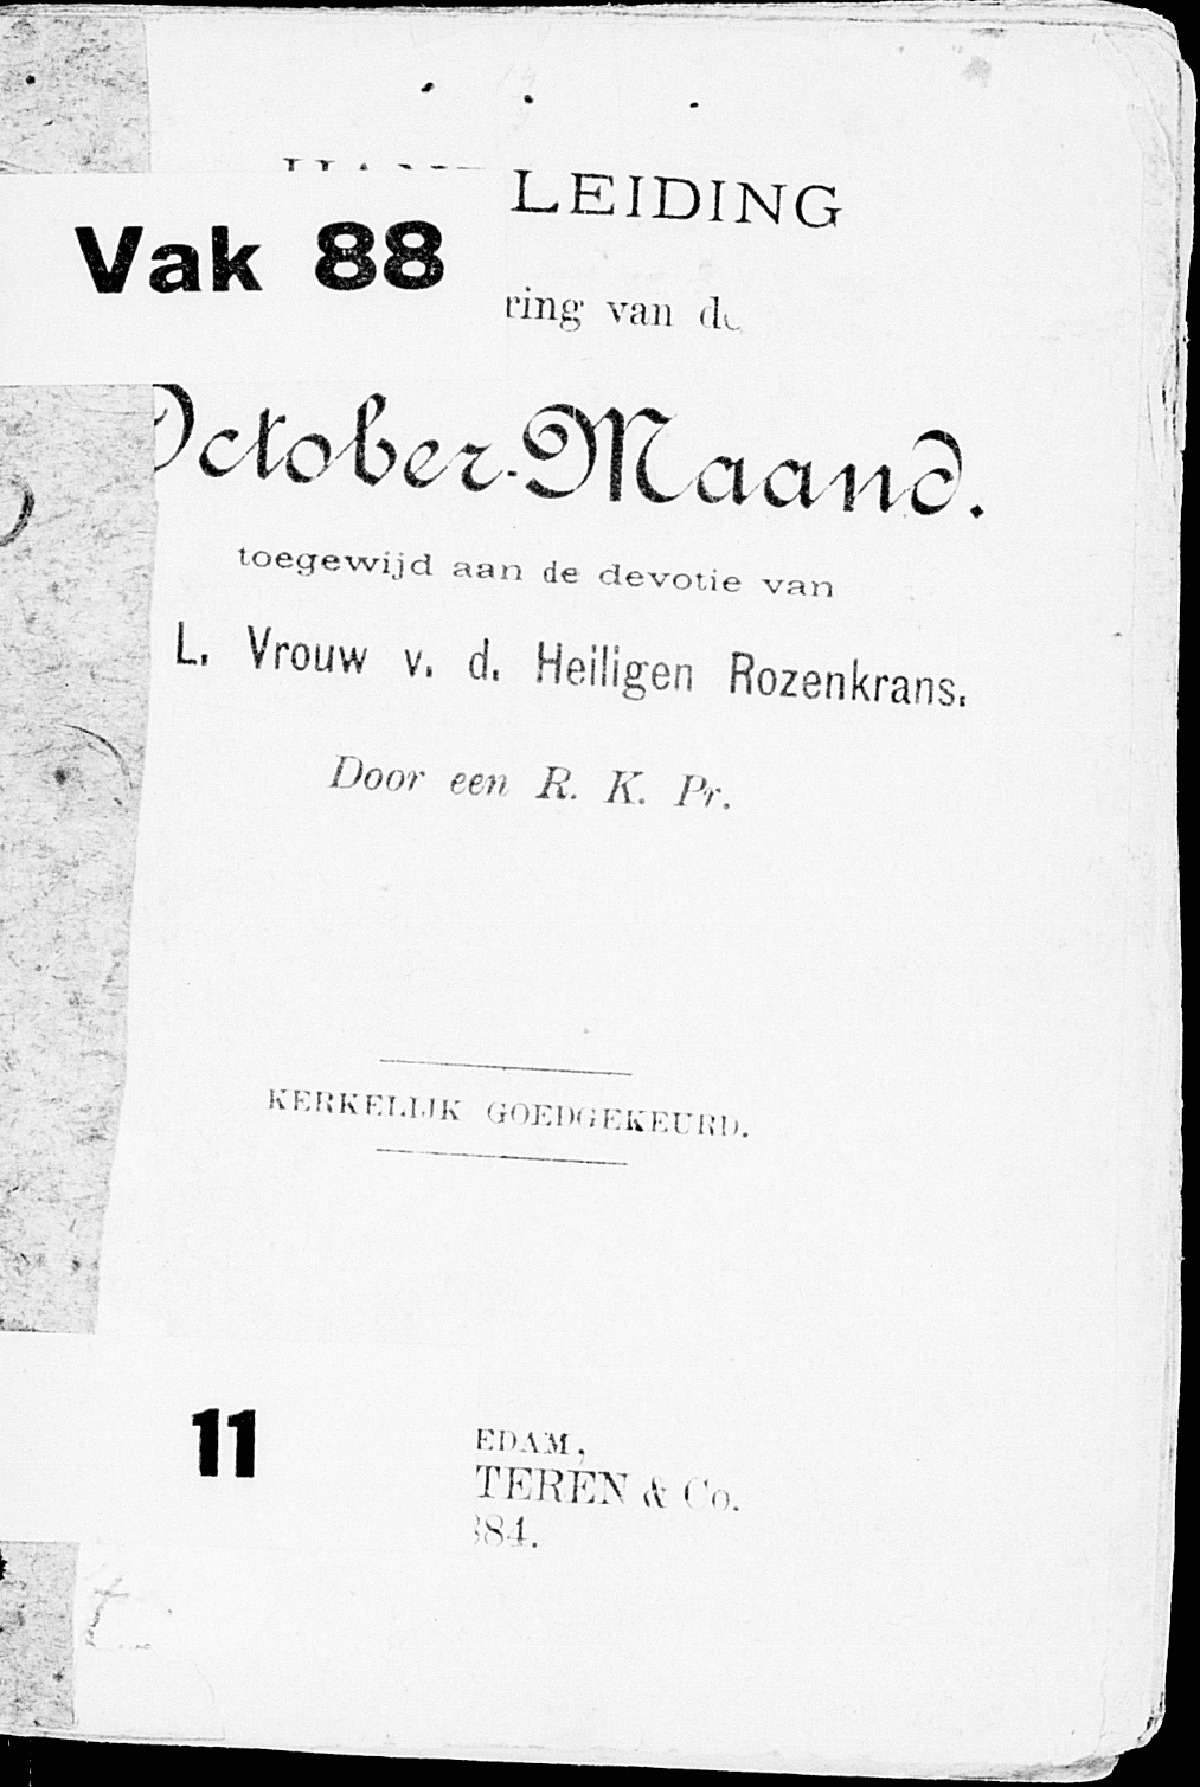 LEIDING
Vak 88
ring van de
October-Maand.
toegewijd aan de devotie van
L. Vrouw v. d. Heiligen Rozenkrans.
Door een R. K. Pr.
KERKELIJK GOEDGEKEURD.
11
EDAM,
TEREN & Co.
884.